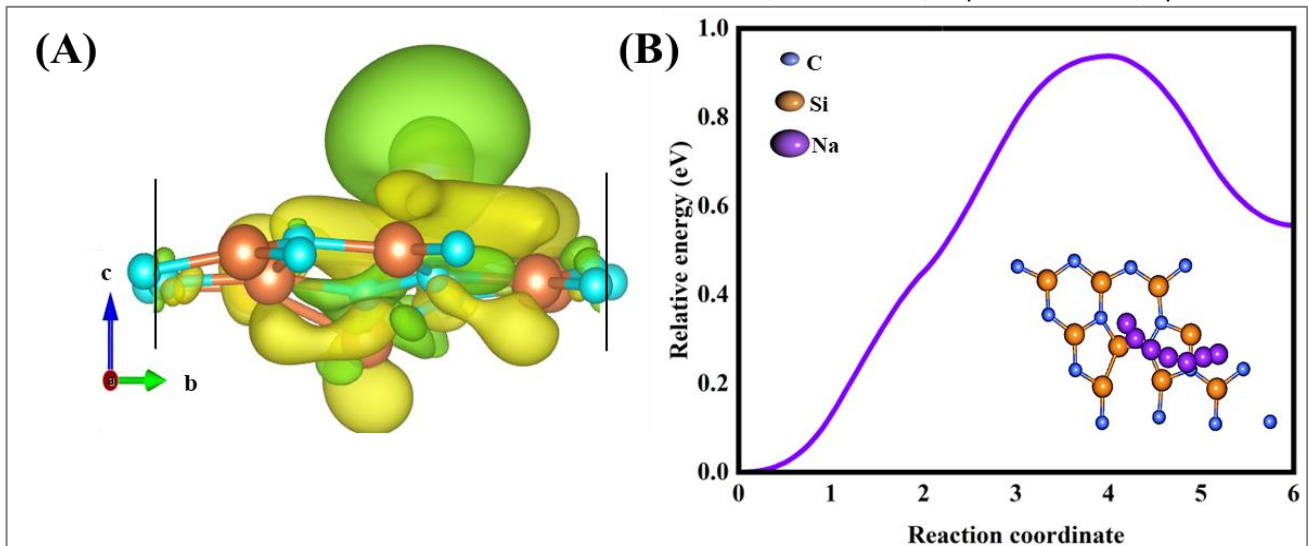 (A)
c
b
a
(B)
C
Si
Na
Relative energy (eV)
1.0
0.8
0.6
0.4
0.2
0.0
0 1 2 3 4 5 6
Reaction coordinate